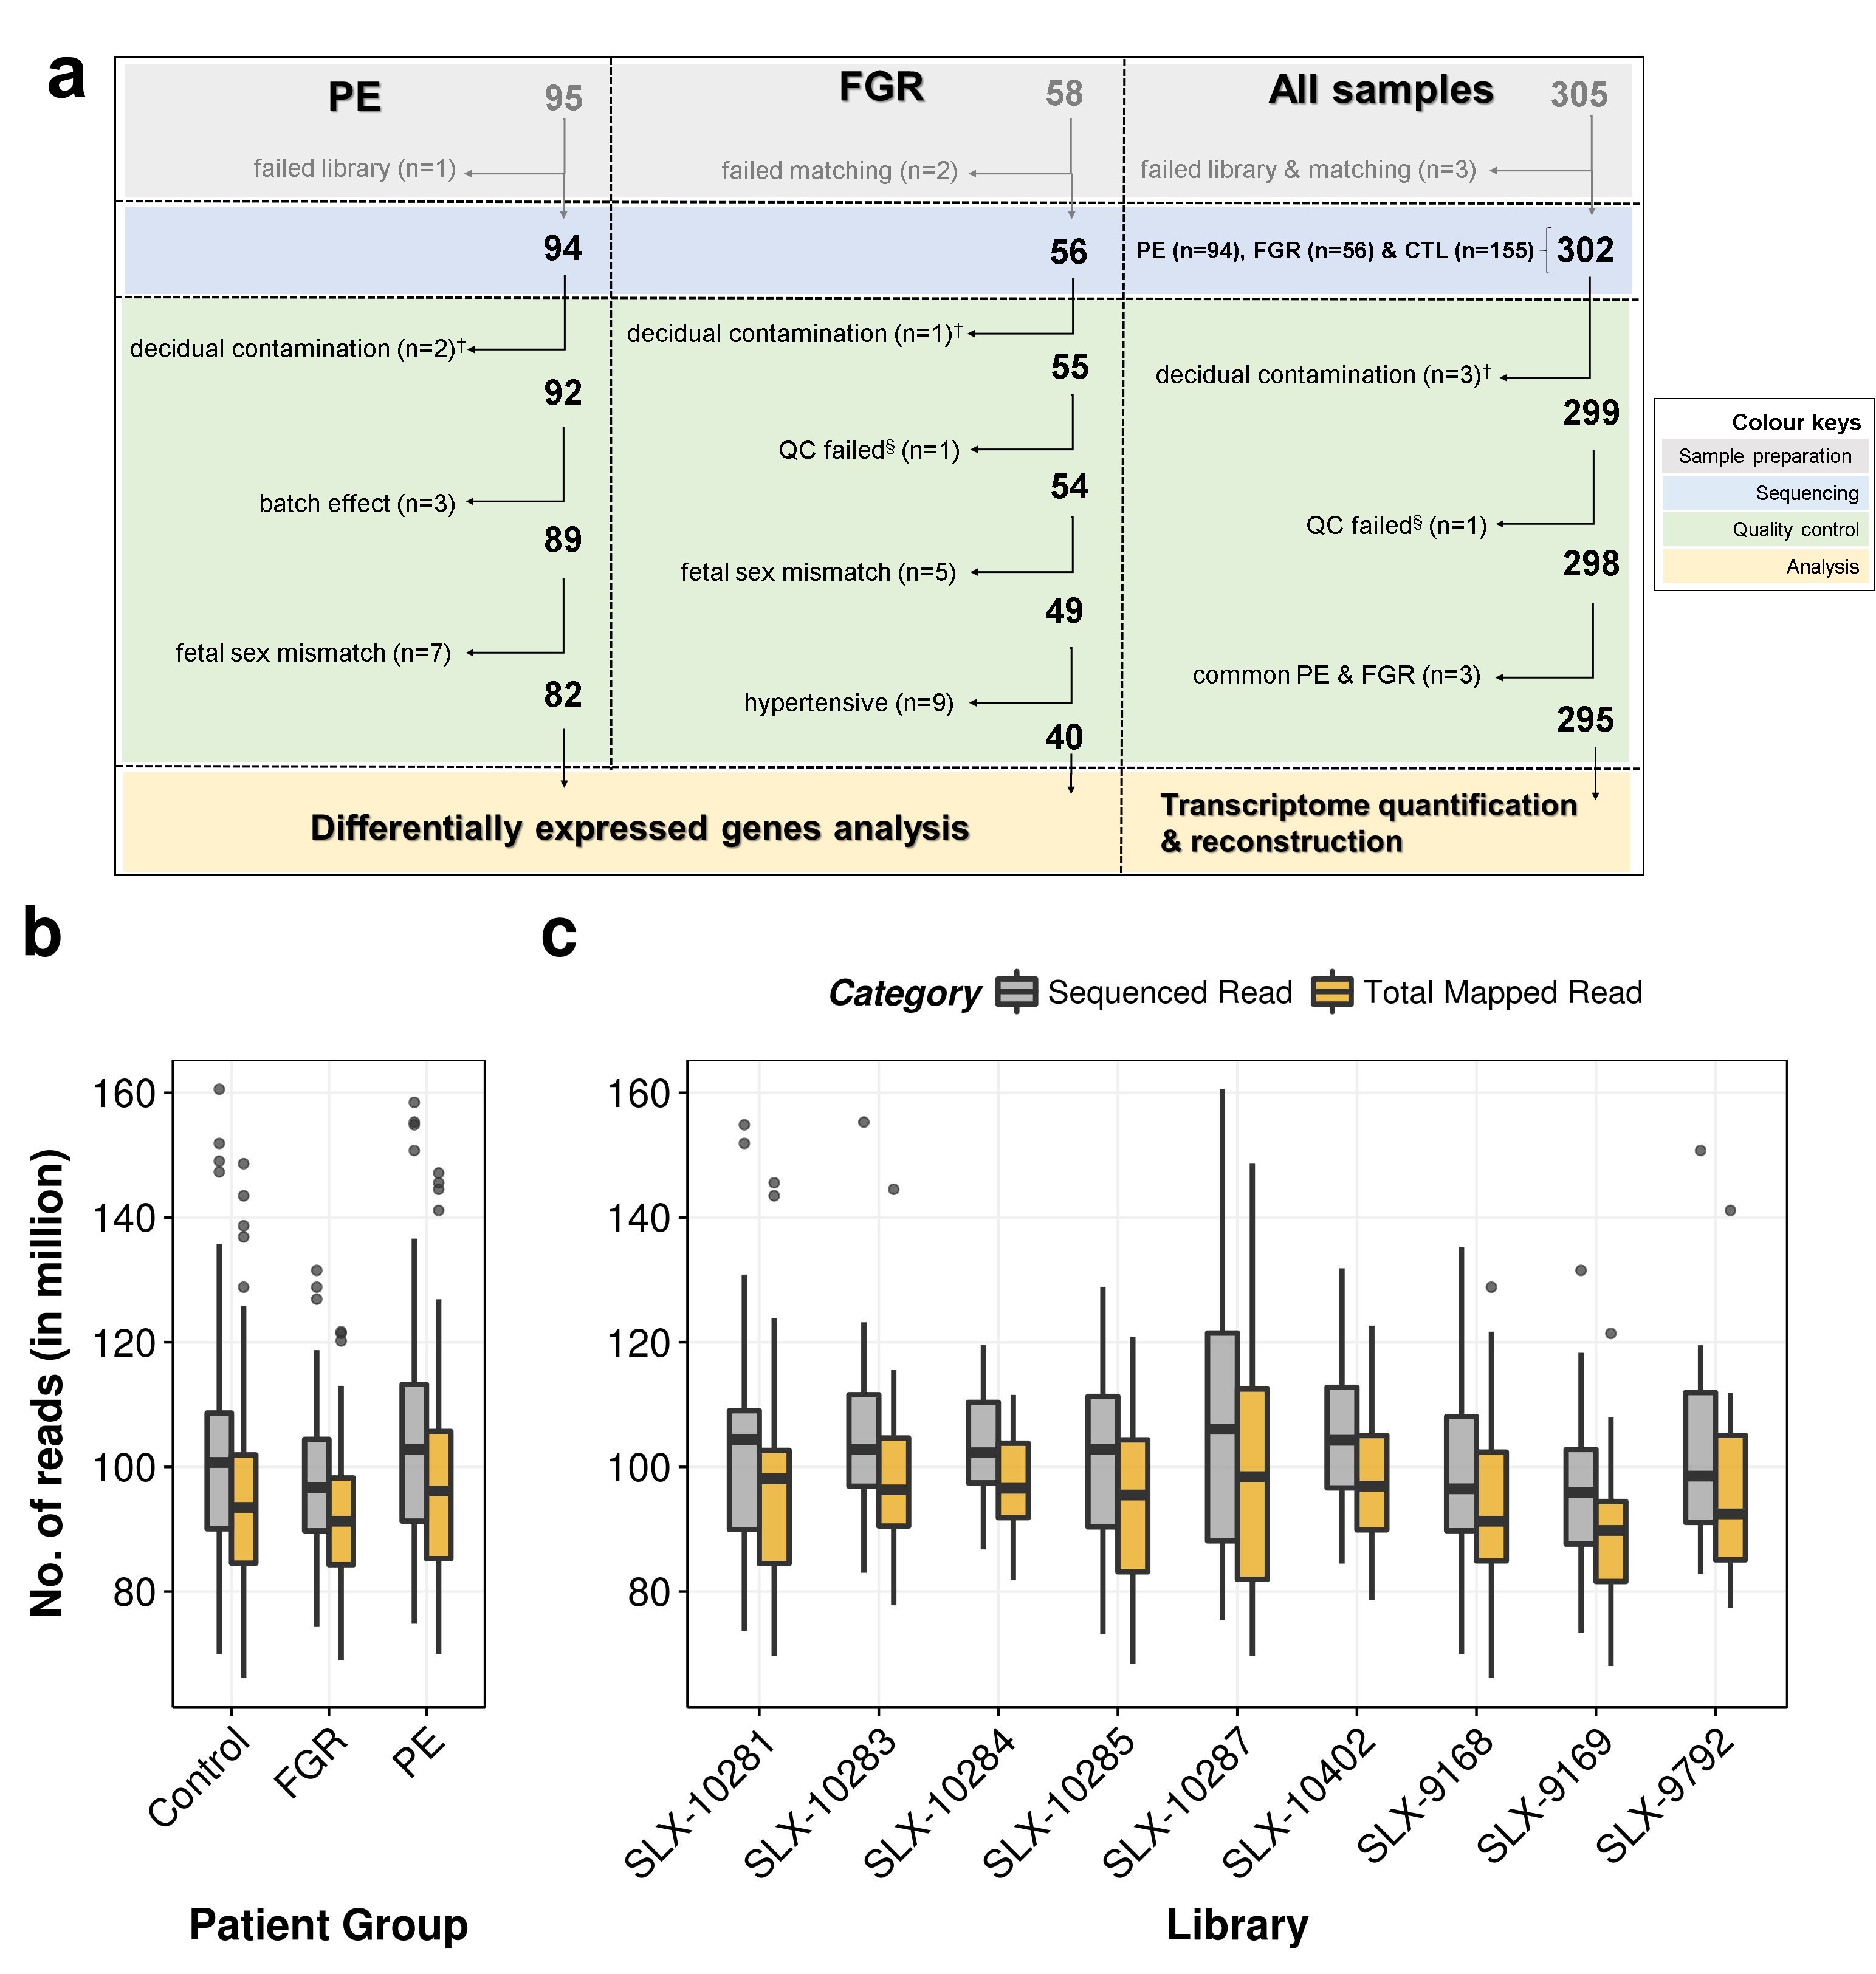 a
PE 95
failed library (n=1)
94
decidual contamination (n=2)†
92
batch effect (n=3)
89
fetal sex mismatch (n=7)
82
FGR 58
failed matching (n=2)
56
decidual contamination (n=1)†
55
QC failed§ (n=1)
54
fetal sex mismatch (n=5)
49
hypertensive (n=9)
40
Differentially expressed genes analysis
All samples 305
failed library & matching (n=3)
PE (n=94), FGR (n=56) & CTL (n=155) 302
decidual contamination (n=3)†
299
QC failed§ (n=1)
298
common PE & FGR (n=3)
295
Transcriptome quantification
& reconstruction
Colour keys
Sample preparation
Sequencing
Quality control
Analysis
b
No. of reads (in million)
160
140
120
100
80
Control
FGR
PE
Patient Group
c
Category Sequenced Read Total Mapped Read
160
140
120
100
80
SLX-10281
SLX-10283
SLX-10284
SLX-10285
SLX-10287
SLX-10402
SLX-9168
SLX-9169
SLX-9792
Library